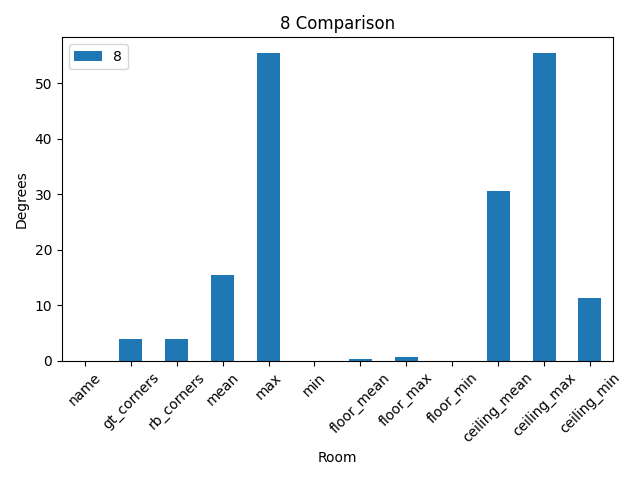 8 Comparison
8
Degrees
50
40
30
20
10
0
name
gt_corners
rb_corners
mean
max
min
floor_mean
floor_max
floor_min
ceiling_mean
ceiling_max
ceiling_min
Room